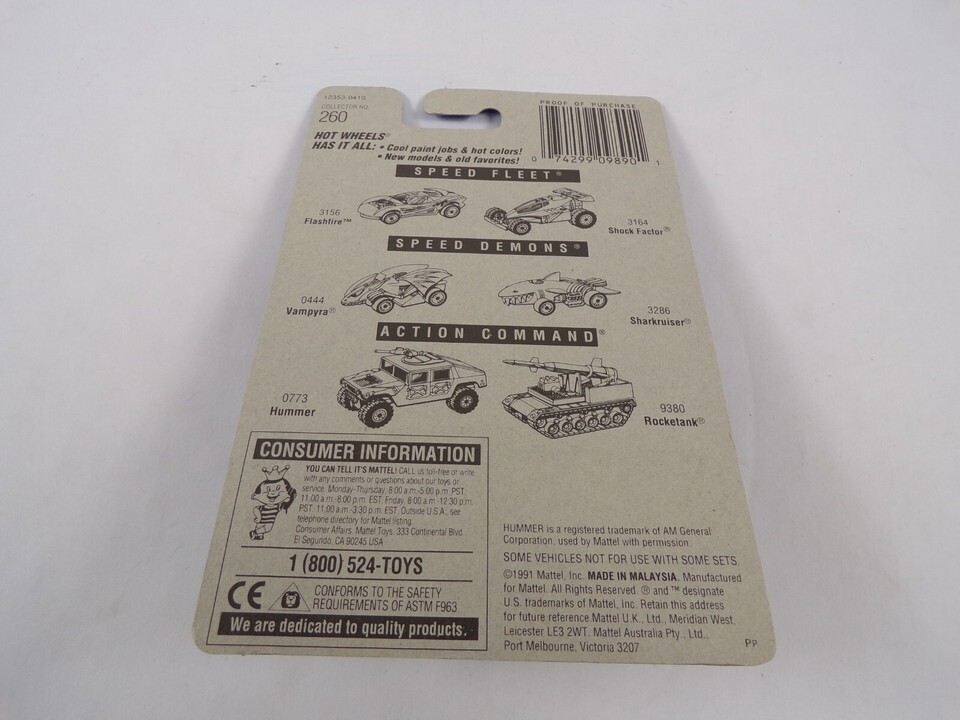 12353-0410
COLLECTOR NO.
260
PROOF OF PURCHASE
0 74299 09890 1
HOT WHEELS®
HAS IT ALL: • Cool paint jobs & hot colors!
• New models & old favorites!
SPEED FLEET®
3156
Flashfire™
3164
Shock Factor®
SPEED DEMONS®
0444
Vampyra®
3286
Sharkruiser®
ACTION COMMAND®
0773
Hummer
9380
Rocketank®
CONSUMER INFORMATION
YOU CAN TELL IT'S MATTEL! CALL us toll-free or write
with any comments or questions about our toys or
service. Monday-Thursday, 8:00 a.m.-5:00 p.m. PST;
11:00 a.m.-8:00 p.m. EST. Friday, 8:00 a.m.-12:30 p.m.
PST; 11:00 a.m.-3:30 p.m. EST. Outside U.S.A., see
telephone directory for Mattel listing.
Consumer Affairs, Mattel Toys, 333 Continental Blvd.
El Segundo, CA 90245 USA
1 (800) 524-TOYS
CE
CONFORMS TO THE SAFETY
REQUIREMENTS OF ASTM F963
We are dedicated to quality products.
HUMMER is a registered trademark of AM General
Corporation, used by Mattel with permission.
SOME VEHICLES NOT FOR USE WITH SOME SETS.
©1991 Mattel, Inc. MADE IN MALAYSIA. Manufactured
for Mattel. All Rights Reserved. ® and ™ designate
U.S. trademarks of Mattel, Inc. Retain this address
for future reference. Mattel U.K., Ltd., Meridian West,
Leicester LE3 2WT. Mattel Australia Pty., Ltd.,
Port Melbourne, Victoria 3207
PP